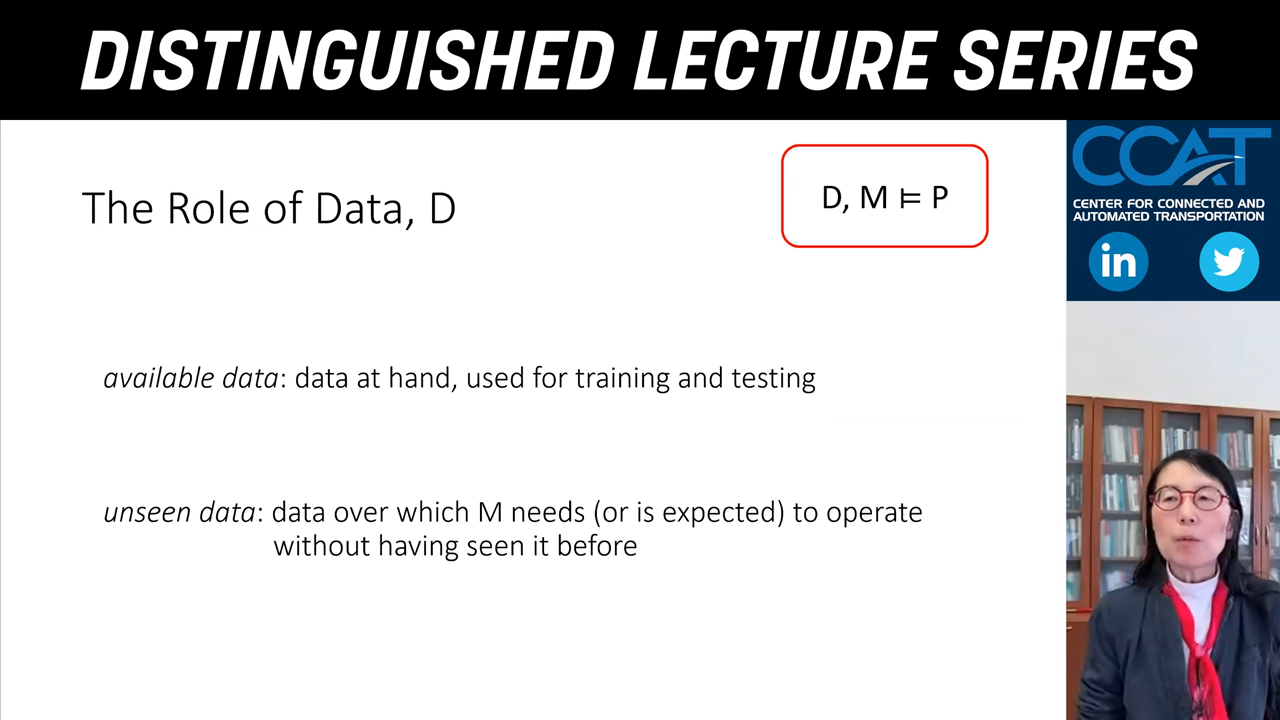 DISTINGUISHED LECTURE SERIES
The Role of Data, D
D, M ⊨ P
available data: data at hand, used for training and testing
unseen data: data over which M needs (or is expected) to operate
without having seen it before
CCAT
CENTER FOR CONNECTED AND
AUTOMATED TRANSPORTATION
in